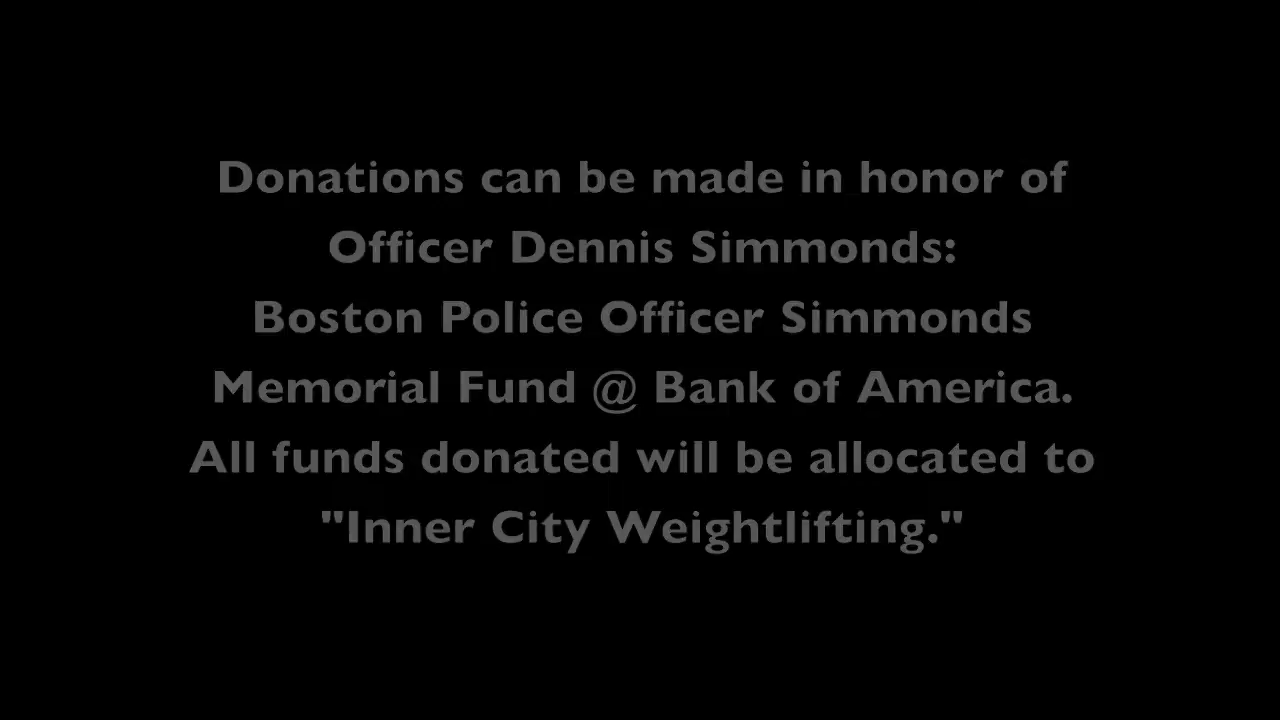 Donations can be made in honor of
Officer Dennis Simmonds:
Boston Police Officer Simmonds
Memorial Fund @ Bank of America.
All funds donated will be allocated to
"Inner City Weightlifting."